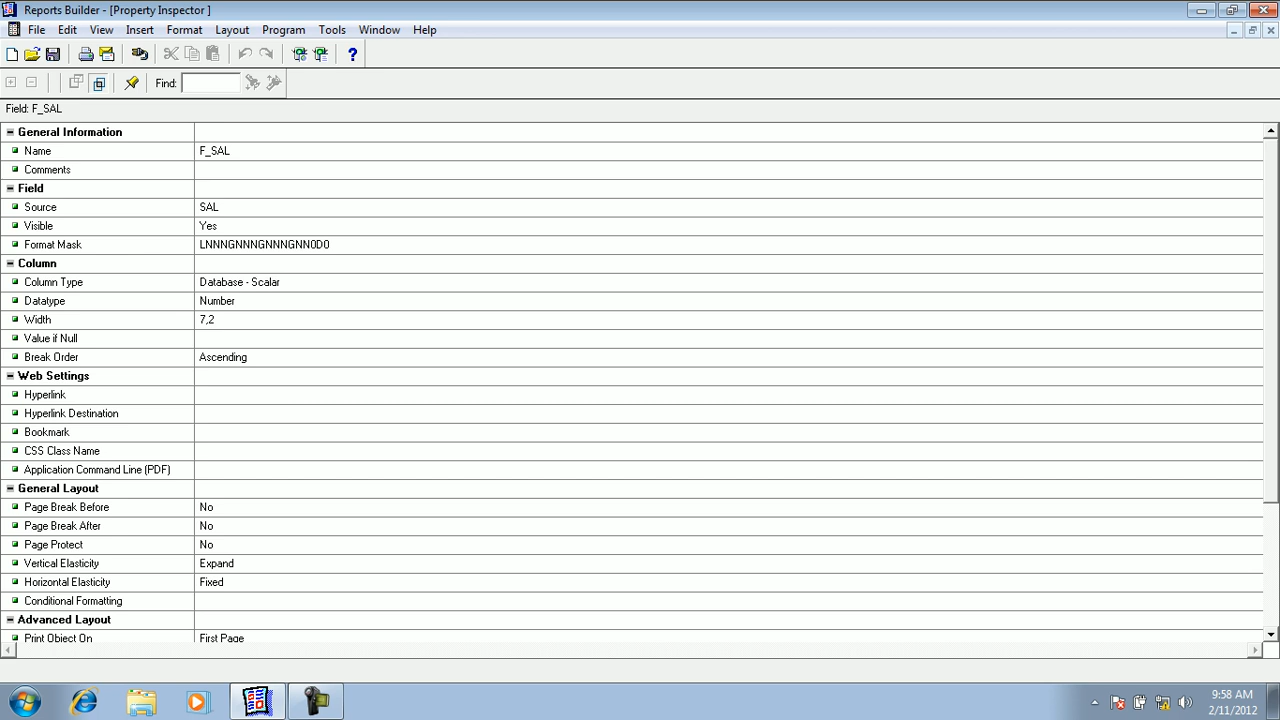 Reports Builder - [Property Inspector ]
File Edit View Insert Format Layout Program Tools Window Help
Find:
Field: F_SAL
General Information
Name F_SAL
Comments
Field
Source SAL
Visible Yes
Format Mask LNNNGNNNGNNNGNN0D0
Column
Column Type Database - Scalar
Datatype Number
Width 7,2
Value if Null
Break Order Ascending
Web Settings
Hyperlink
Hyperlink Destination
Bookmark
CSS Class Name
Application Command Line (PDF)
General Layout
Page Break Before No
Page Break After No
Page Protect No
Vertical Elasticity Expand
Horizontal Elasticity Fixed
Conditional Formatting
Advanced Layout
Print Object On First Page
9:58 AM
2/11/2012